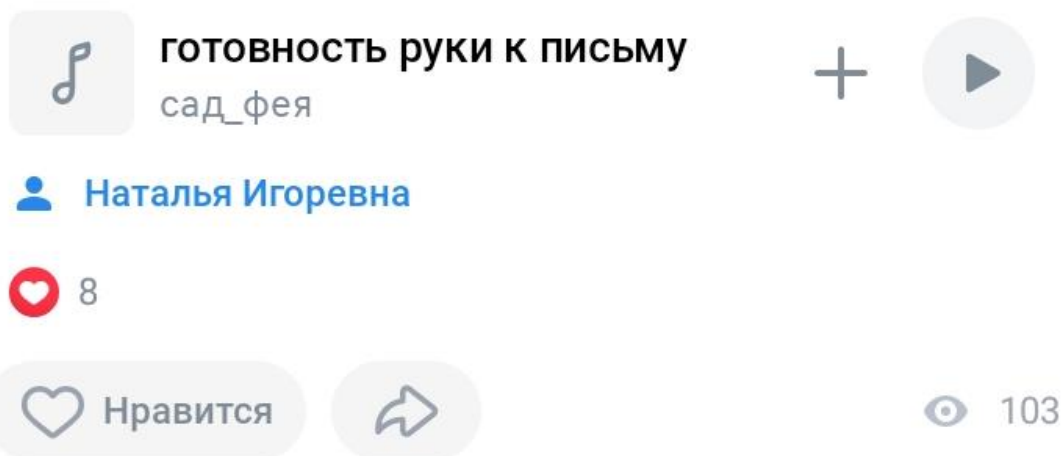 готовность руки к письму
сад_фея
Наталья Игоревна
8
Нравится
103